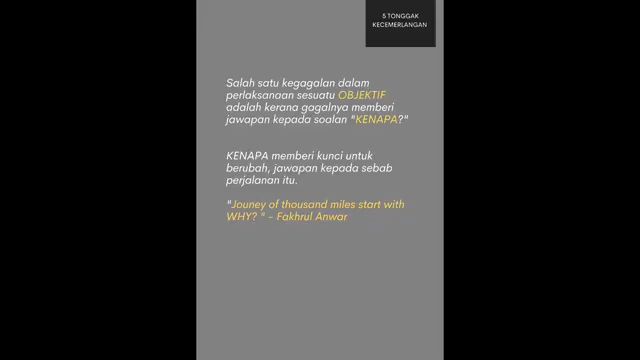 5 TONGGAK
KECEMERLANGAN
Salah satu kegagalan dalam
perlaksanaan sesuatu OBJEKTIF
adalah kerana gagalnya memberi
jawapan kepada soalan "KENAPA?"
KENAPA memberi kunci untuk
berubah, jawapan kepada sebab
perjalanan itu.
"Jouney of thousand miles start with
WHY? " - Fakhrul Anwar